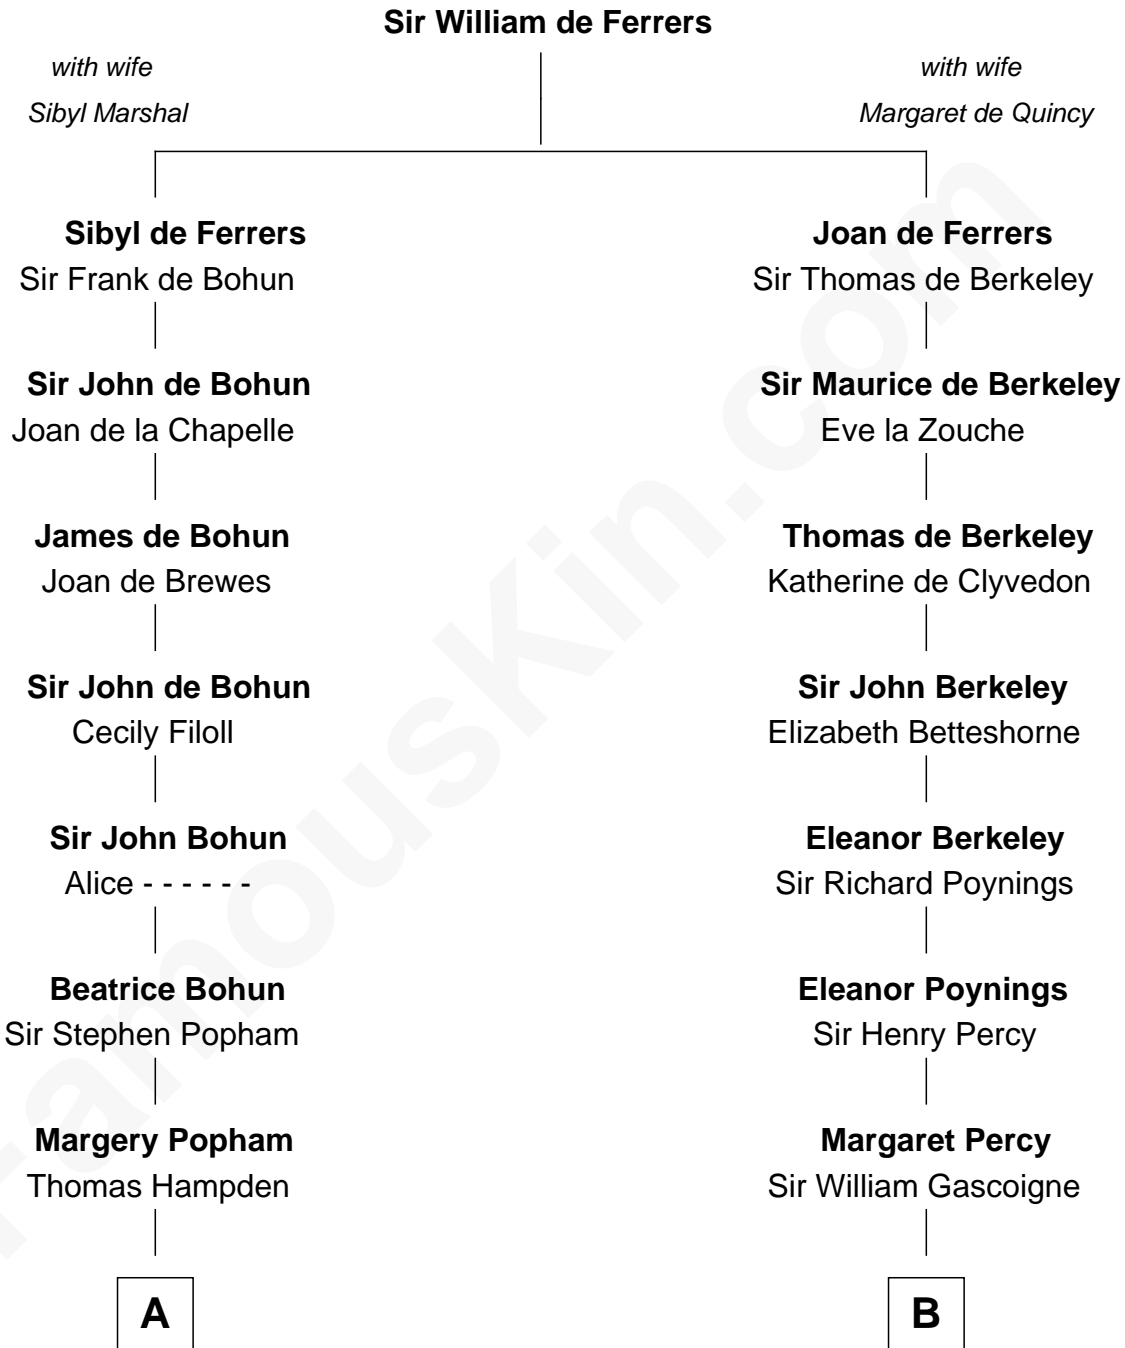 Sir William de Ferrers
with wife
Sibyl Marshal
with wife
Margaret de Quincy
Sibyl de Ferrers
Sir Frank de Bohun
Joan de Ferrers
Sir Thomas de Berkeley
Sir John de Bohun
Joan de la Chapelle
Sir Maurice de Berkeley
Eve la Zouche
James de Bohun
Joan de Brewes
Thomas de Berkeley
Katherine de Clyvedon
Sir John de Bohun
Cecily Filoll
Sir John Berkeley
Elizabeth Betteshorne
Sir John Bohun
Alice - - - - - -
Eleanor Berkeley
Sir Richard Poynings
Beatrice Bohun
Sir Stephen Popham
Eleanor Poynings
Sir Henry Percy
Margery Popham
Thomas Hampden
Margaret Percy
Sir William Gascoigne
A
B
FamousKin.com